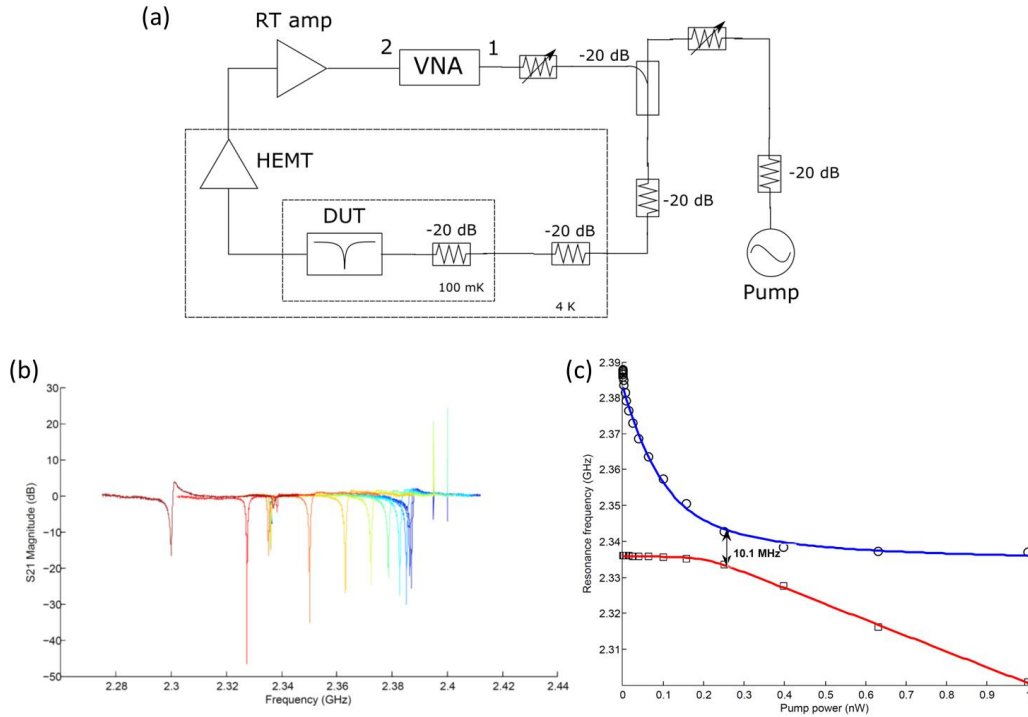 (a)
RT amp
2
VNA
1
-20 dB
HEMT
-20 dB
-20 dB
DUT
-20 dB
-20 dB
100 mK
4 K
Pump
(b)
30
20
10
0
−10
−20
−30
−40
−50
S21 Magnitude (dB)
2.28
2.3
2.32
2.34
2.36
2.38
2.4
2.42
2.44
Frequency (GHz)
(c)
2.39
2.38
2.37
2.36
2.35
2.34
2.33
2.32
2.31
Resonance frequency (GHz)
10.1 MHz
0
0.1
0.2
0.3
0.4
0.5
0.6
0.7
0.8
0.9
1
Pump power (nW)